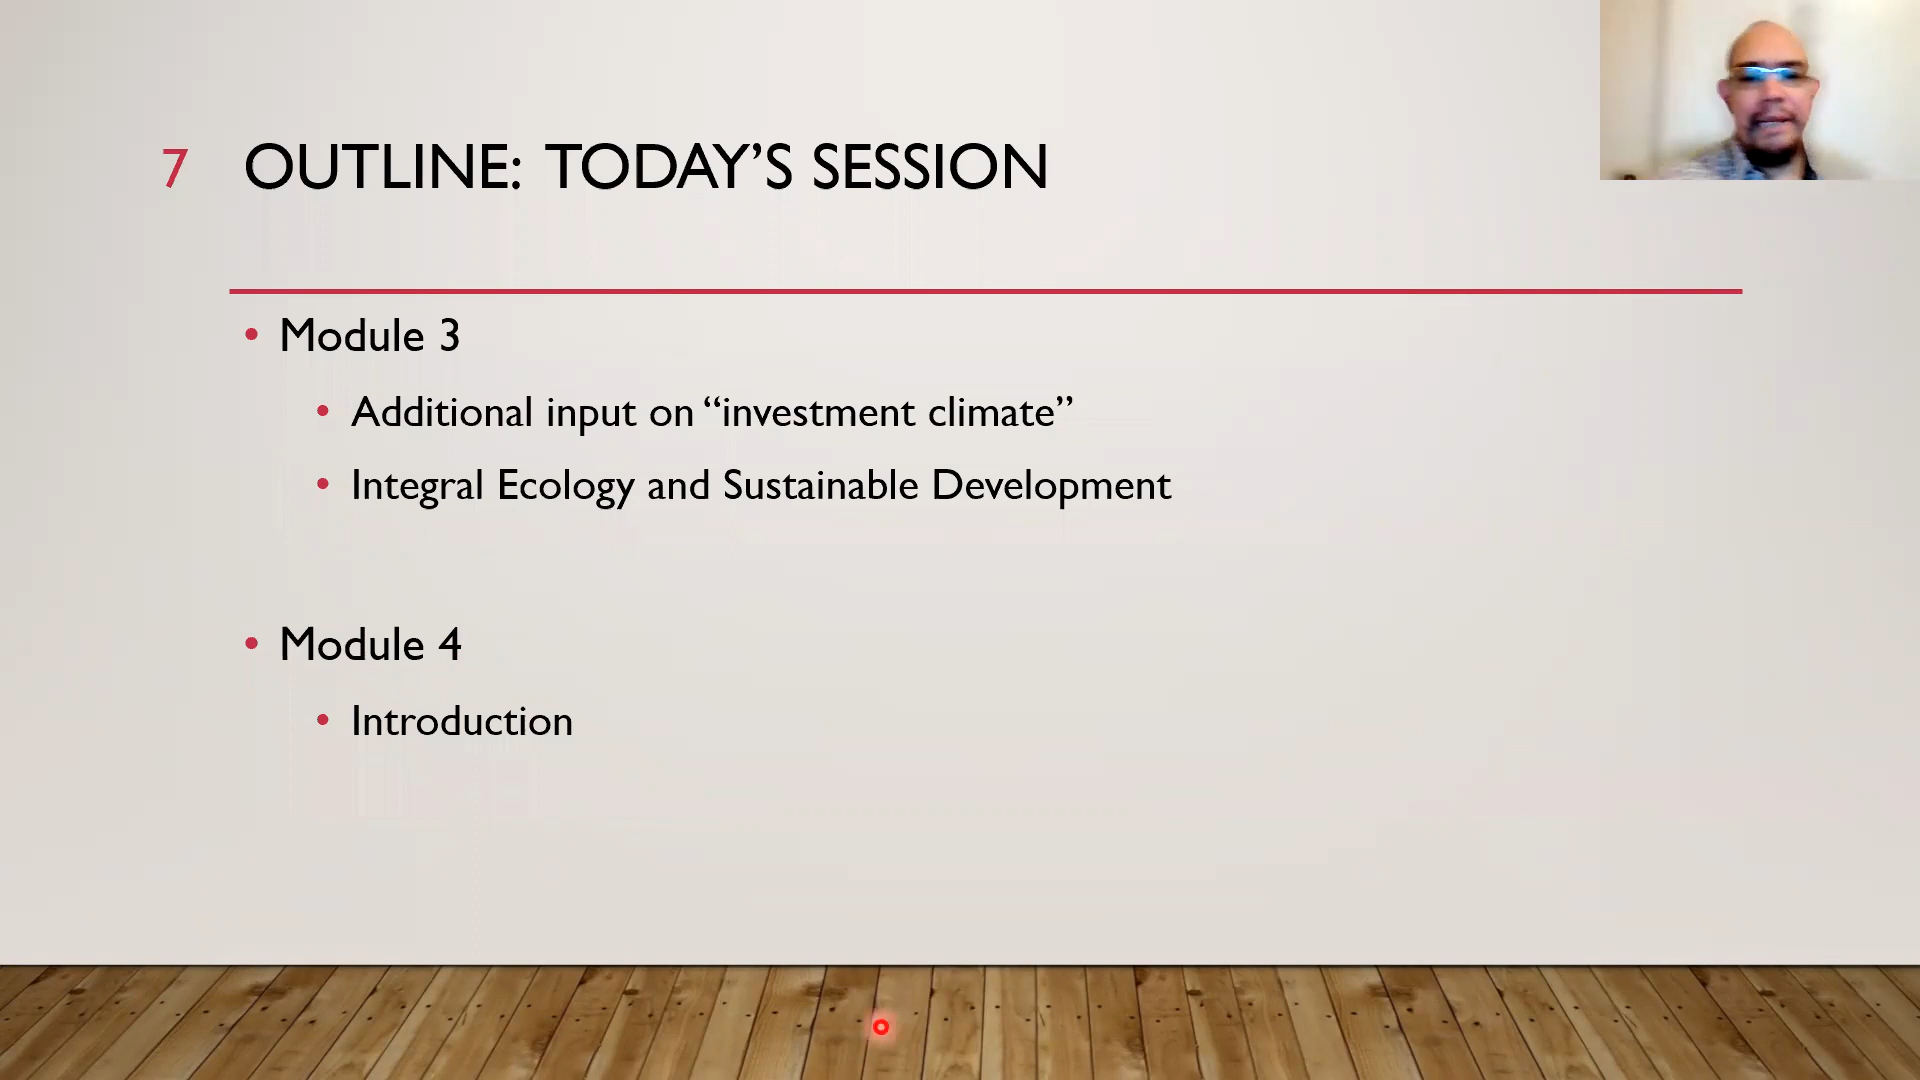 7 OUTLINE: TODAY’S SESSION
• Module 3
• Additional input on “investment climate”
• Integral Ecology and Sustainable Development
• Module 4
• Introduction